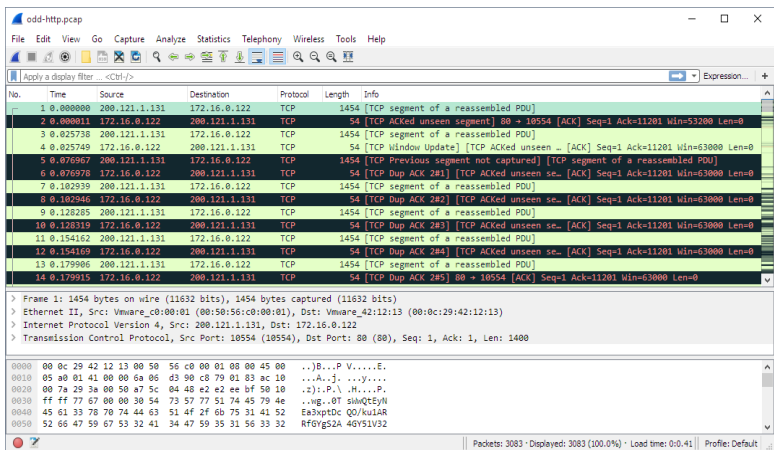 odd-http.pcap
File Edit View Go Capture Analyze Statistics Telephony Wireless Tools Help
Apply a display filter ... <Ctrl-/> Expression... +
No. Time Source Destination Protocol Length Info
1 0.000000 200.121.1.131 172.16.0.122 TCP 1454 [TCP segment of a reassembled PDU]
2 0.000011 172.16.0.122 200.121.1.131 TCP 54 [TCP ACKed unseen segment] 80 → 10554 [ACK] Seq=1 Ack=11201 Win=53200 Len=0
3 0.025738 200.121.1.131 172.16.0.122 TCP 1454 [TCP segment of a reassembled PDU]
4 0.025749 172.16.0.122 200.121.1.131 TCP 54 [TCP Window Update] [TCP ACKed unseen … [ACK] Seq=1 Ack=11201 Win=63000 Len=0
5 0.076967 200.121.1.131 172.16.0.122 TCP 1454 [TCP Previous segment not captured] [TCP segment of a reassembled PDU]
6 0.076978 172.16.0.122 200.121.1.131 TCP 54 [TCP Dup ACK 2#1] [TCP ACKed unseen se… [ACK] Seq=1 Ack=11201 Win=63000 Len=0
7 0.102939 200.121.1.131 172.16.0.122 TCP 1454 [TCP segment of a reassembled PDU]
8 0.102946 172.16.0.122 200.121.1.131 TCP 54 [TCP Dup ACK 2#2] [TCP ACKed unseen se… [ACK] Seq=1 Ack=11201 Win=63000 Len=0
9 0.128285 200.121.1.131 172.16.0.122 TCP 1454 [TCP segment of a reassembled PDU]
10 0.128319 172.16.0.122 200.121.1.131 TCP 54 [TCP Dup ACK 2#3] [TCP ACKed unseen se… [ACK] Seq=1 Ack=11201 Win=63000 Len=0
11 0.154162 200.121.1.131 172.16.0.122 TCP 1454 [TCP segment of a reassembled PDU]
12 0.154169 172.16.0.122 200.121.1.131 TCP 54 [TCP Dup ACK 2#4] [TCP ACKed unseen se… [ACK] Seq=1 Ack=11201 Win=63000 Len=0
13 0.179906 200.121.1.131 172.16.0.122 TCP 1454 [TCP segment of a reassembled PDU]
14 0.179915 172.16.0.122 200.121.1.131 TCP 54 [TCP Dup ACK 2#5] 80 → 10554 [ACK] Seq=1 Ack=11201 Win=63000 Len=0
> Frame 1: 1454 bytes on wire (11632 bits), 1454 bytes captured (11632 bits)
> Ethernet II, Src: Vmware_c0:00:01 (00:50:56:c0:00:01), Dst: Vmware_42:12:13 (00:0c:29:42:12:13)
> Internet Protocol Version 4, Src: 200.121.1.131, Dst: 172.16.0.122
> Transmission Control Protocol, Src Port: 10554 (10554), Dst Port: 80 (80), Seq: 1, Ack: 1, Len: 1400
0000 00 0c 29 42 12 13 00 50 56 c0 00 01 08 00 45 00 ..)B...P V.....E.
0010 05 a0 01 41 00 00 6a 06 d3 90 c8 79 01 83 ac 10 ...A..j. ...y....
0020 00 7a 29 3a 00 50 a7 5c 04 48 e2 e2 ee bf 50 10 .z):.P.\ .H....P.
0030 ff ff 77 67 00 00 30 54 73 57 77 51 74 45 79 4e ..wg..0T sWwQtEyN
0040 45 61 33 78 70 74 44 63 51 4f 2f 6b 75 31 41 52 Ea3xptDc QO/ku1AR
0050 52 66 47 59 67 53 32 41 34 47 59 35 31 56 33 32 RfGYgS2A 4GY51V32
Packets: 3083 · Displayed: 3083 (100.0%) · Load time: 0:0.41 Profile: Default